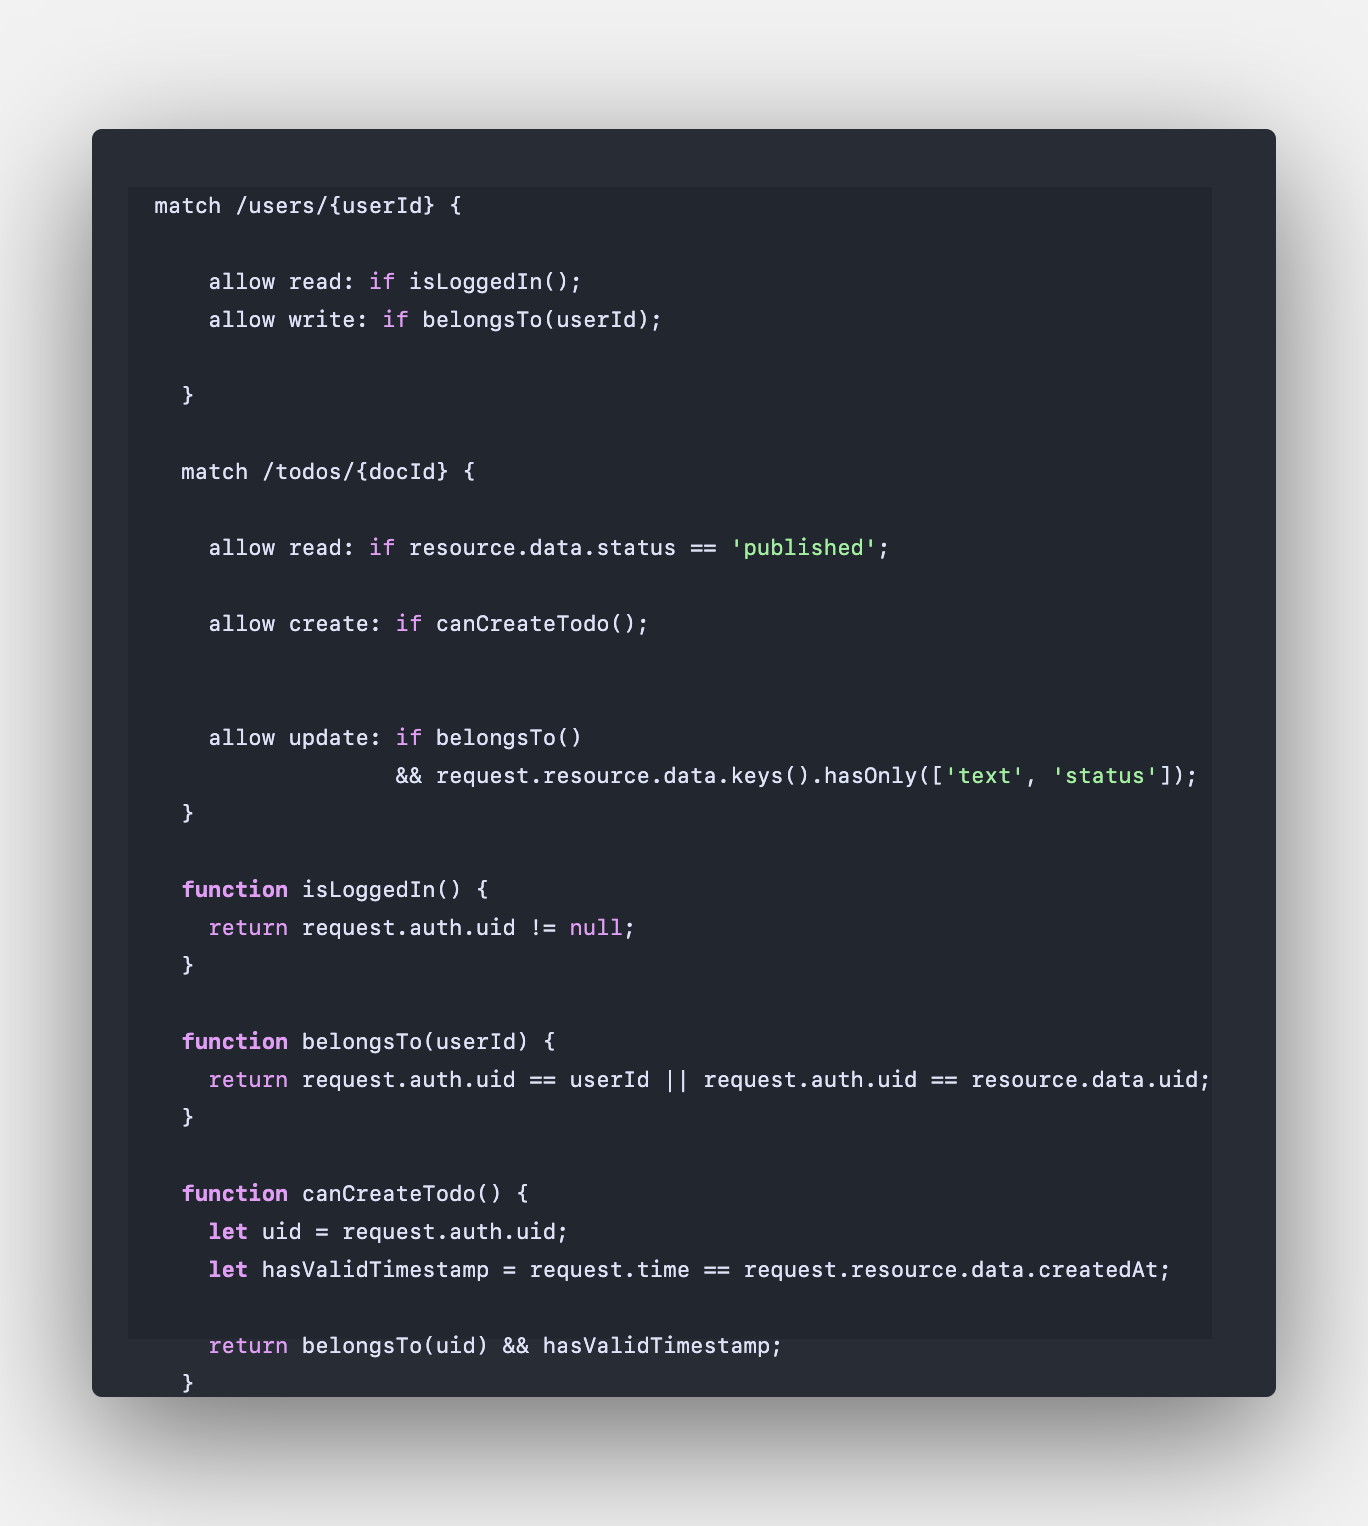 match /users/{userId} {
allow read: if isLoggedIn();
allow write: if belongsTo(userId);
}
match /todos/{docId} {
allow read: if resource.data.status == 'published';
allow create: if canCreateTodo();
allow update: if belongsTo()
&& request.resource.data.keys().hasOnly(['text', 'status']);
}
function isLoggedIn() {
return request.auth.uid != null;
}
function belongsTo(userId) {
return request.auth.uid == userId || request.auth.uid == resource.data.uid;
}
function canCreateTodo() {
let uid = request.auth.uid;
let hasValidTimestamp = request.time == request.resource.data.createdAt;
return belongsTo(uid) && hasValidTimestamp;
}